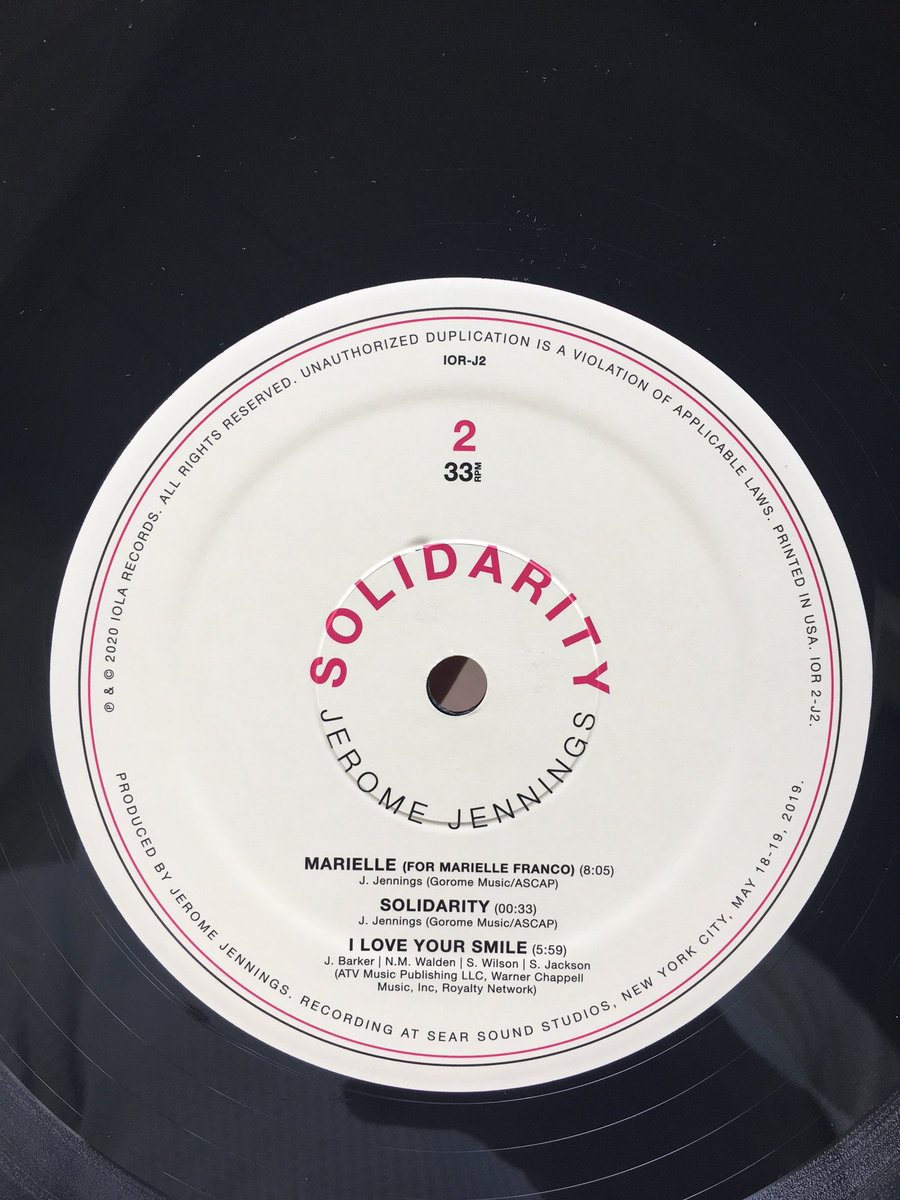 ℗ & © 2020 IOLA RECORDS. ALL RIGHTS RESERVED. UNAUTHORIZED DUPLICATION IS A VIOLATION OF APPLICABLE LAWS. PRINTED IN USA. IOR 2-J2.
IOR-J2
2
33 RPM
SOLIDARITY
JEROME JENNINGS
MARIELLE (FOR MARIELLE FRANCO) (8:05)
J. Jennings (Gorome Music/ASCAP)
SOLIDARITY (00:33)
J. Jennings (Gorome Music/ASCAP)
I LOVE YOUR SMILE (5:59)
J. Barker | N.M. Walden | S. Wilson | S. Jackson
(ATV Music Publishing LLC, Warner Chappell
Music, Inc, Royalty Network)
PRODUCED BY JEROME JENNINGS. RECORDING AT SEAR SOUND STUDIOS, NEW YORK CITY, MAY 18-19, 2019.